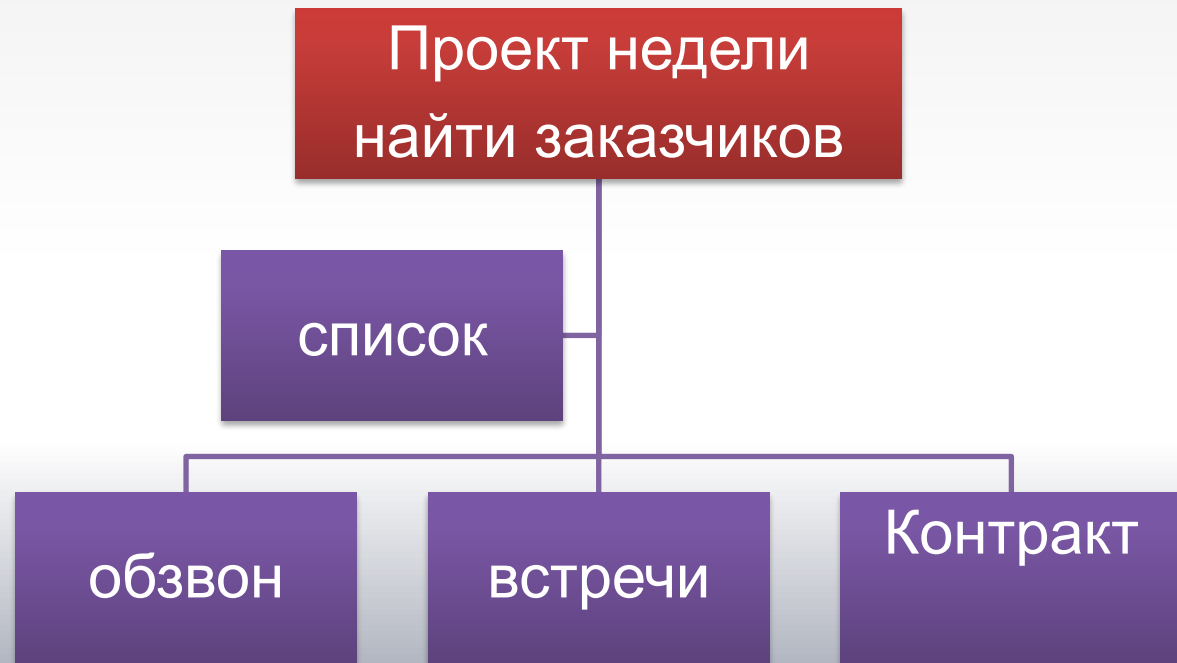 Проект недели
найти заказчиков
список
обзвон
встречи
Контракт